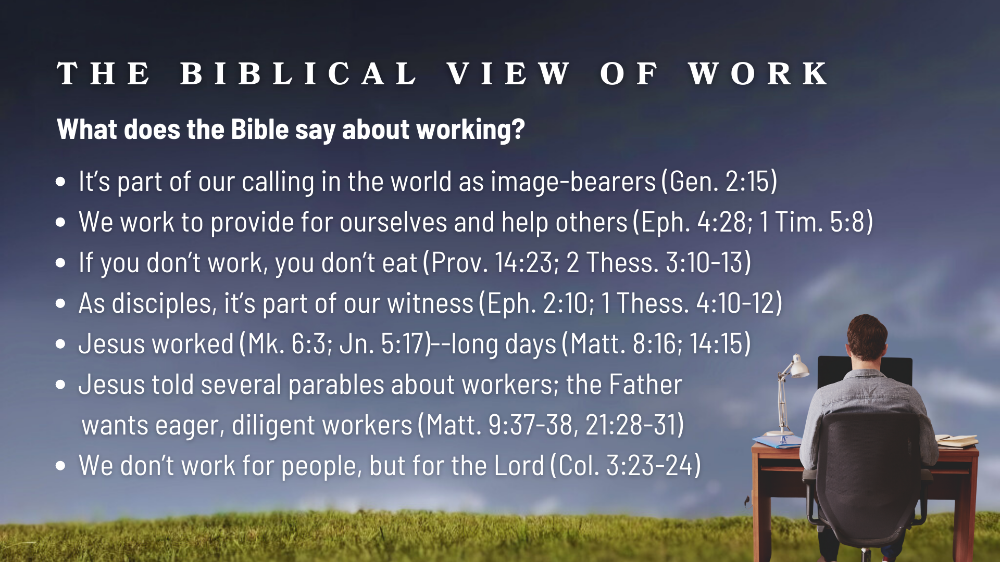 THE BIBLICAL VIEW OF WORK
What does the Bible say about working?
• It’s part of our calling in the world as image-bearers (Gen. 2:15)
• We work to provide for ourselves and help others (Eph. 4:28; 1 Tim. 5:8)
• If you don’t work, you don’t eat (Prov. 14:23; 2 Thess. 3:10-13)
• As disciples, it’s part of our witness (Eph. 2:10; 1 Thess. 4:10-12)
• Jesus worked (Mk. 6:3; Jn. 5:17)--long days (Matt. 8:16; 14:15)
• Jesus told several parables about workers; the Father
wants eager, diligent workers (Matt. 9:37-38, 21:28-31)
• We don’t work for people, but for the Lord (Col. 3:23-24)